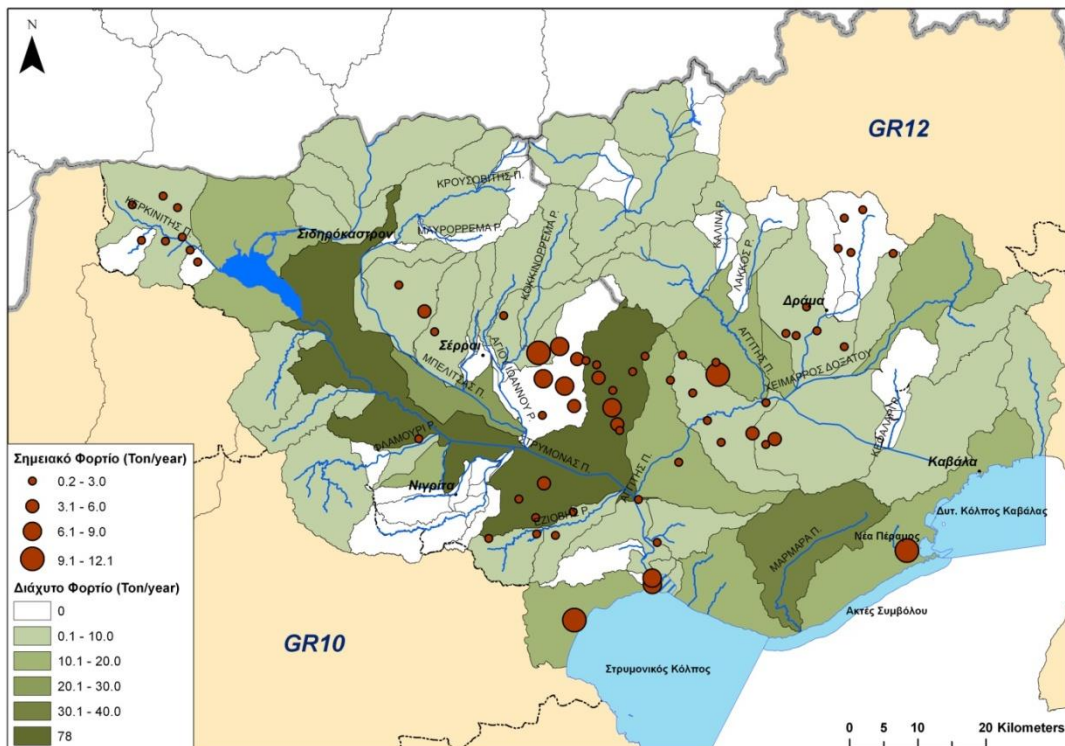 N
GR12
ΚΡΟΥΣΟΒΙΤΗΣ Π.
ΚΕΡΚΙΝΙΤΗΣ Π.
ΜΑΥΡΟΡΡΕΜΑ Ρ.
Σιδηρόκαστρον
ΚΟΚΚΙΝΟΡΡΕΜΑ Ρ.
ΚΑΛΙΝΑ Ρ.
ΛΑΚΚΟΣ Ρ.
Δράμα
Σέρραι
ΑΓΙΟΥ ΙΩΑΝΝΟΥ Ρ.
ΜΠΕΛΙΤΣΑΣ Π.
ΑΓΓΙΤΗΣ Π.
ΧΕΙΜΑΡΡΟΣ ΔΟΞΑΤΟΥ
ΚΕΦΑΛΑΡΙ Ρ.
ΦΛΑΜΟΥΡΙ Ρ.
ΣΤΡΥΜΟΝΑΣ Π.
Καβάλα
Νιγρίτα
ΑΓΓΙΤΗΣ Π.
ΕΖΙΟΒΗΣ Ρ.
Δυτ. Κόλπος Καβάλας
ΜΑΡΜΑΡΑ Π.
Νέα Πέραμος
Ακτές Συμβόλου
GR10
Στρυμονικός Κόλπος
Σημειακό Φορτίο (Ton/year)
0.2 - 3.0
3.1 - 6.0
6.1 - 9.0
9.1 - 12.1
Διάχυτο Φορτίο (Ton/year)
0
0.1 - 10.0
10.1 - 20.0
20.1 - 30.0
30.1 - 40.0
78
0 5 10 20 Kilometers